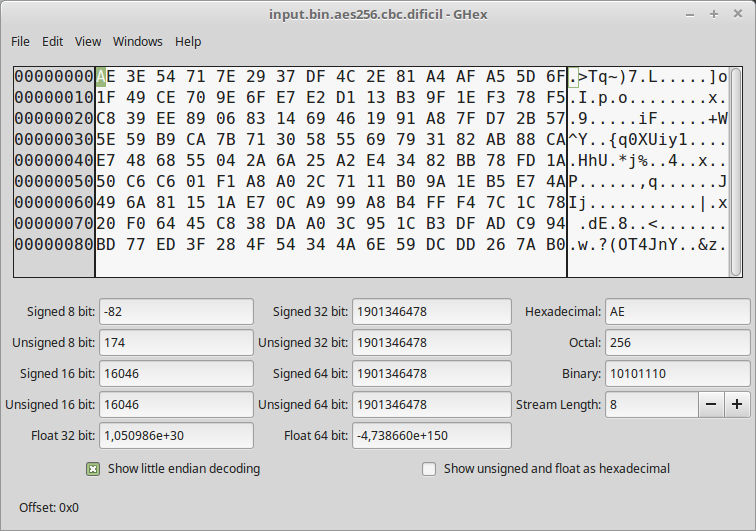 input.bin.aes256.cbc.dificil - GHex
File Edit View Windows Help
00000000 AE 3E 54 71 7E 29 37 DF 4C 2E 81 A4 AF A5 5D 6F .>Tq~)7.L.....]o
00000010 1F 49 CE 70 9E 6F E7 E2 D1 13 B3 9F 1E F3 78 F5 .I.p.o........x.
00000020 C8 39 EE 89 06 83 14 69 46 19 91 A8 7F D7 2B 57 .9.....iF.....+W
00000030 5E 59 B9 CA 7B 71 30 58 55 69 79 31 82 AB 88 CA ^Y..{q0XUiy1....
00000040 E7 48 68 55 04 2A 6A 25 A2 E4 34 82 BB 78 FD 1A .HhU.*j%..4..x..
00000050 50 C6 C6 01 F1 A8 A0 2C 71 11 B0 9A 1E B5 E7 4A P......,q......J
00000060 49 6A 81 15 1A E7 0C A9 99 A8 B4 FF F4 7C 1C 78 Ij...........|.x
00000070 20 F0 64 45 C8 38 DA A0 3C 95 1C B3 DF AD C9 94 .dE.8..<.......
00000080 BD 77 ED 3F 28 4F 54 34 4A 6E 59 DC DD 26 7A B0 .w.?(OT4JnY..&z.
Signed 8 bit: -82 Signed 32 bit: 1901346478 Hexadecimal: AE
Unsigned 8 bit: 174 Unsigned 32 bit: 1901346478 Octal: 256
Signed 16 bit: 16046 Signed 64 bit: 1901346478 Binary: 10101110
Unsigned 16 bit: 16046 Unsigned 64 bit: 1901346478 Stream Length: 8
Float 32 bit: 1,050986e+30 Float 64 bit: -4,738660e+150
Show little endian decoding Show unsigned and float as hexadecimal
Offset: 0x0